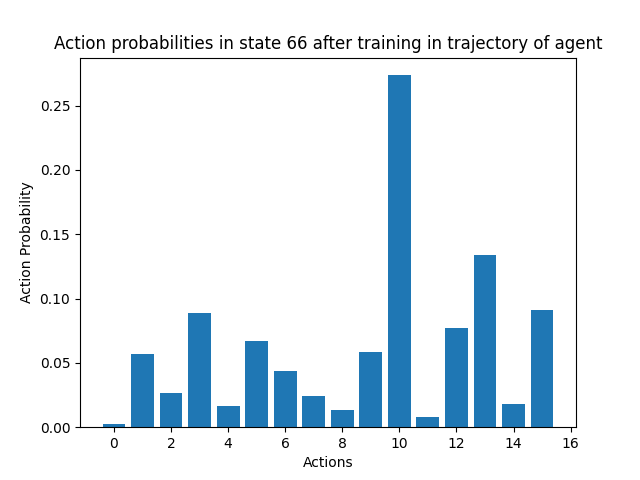 Action probabilities in state 66 after training in trajectory of agent
Action Probability
0.25
0.20
0.15
0.10
0.05
0.00
0 2 4 6 8 10 12 14 16
Actions